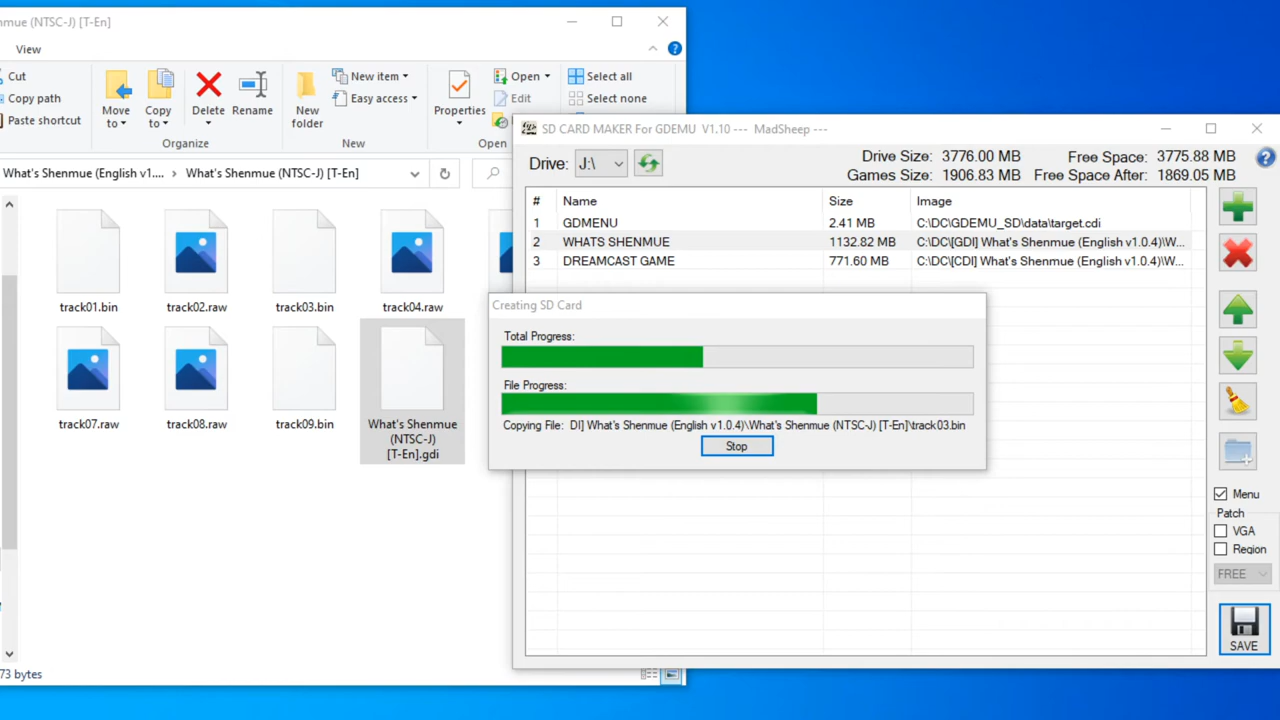 nmue (NTSC-J) [T-En]
View
Cut
Copy path
Paste shortcut
Move to
Copy to
Delete
Rename
Organize
New folder
New item
Easy access
New
Properties
Open
Edit
Open
Select all
Select none
What's Shenmue (English v1.... > What's Shenmue (NTSC-J) [T-En]
track01.bin
track02.raw
track03.bin
track04.raw
track07.raw
track08.raw
track09.bin
What's Shenmue
(NTSC-J)
[T-En].gdi
73 bytes
SD CARD MAKER For GDEMU V1.10 --- MadSheep ---
Drive: J:\
Drive Size: 3776.00 MB Free Space: 3775.88 MB
Games Size: 1906.83 MB Free Space After: 1869.05 MB
# Name Size Image
1 GDMENU 2.41 MB C:\DC\GDEMU_SD\data\target.cdi
2 WHATS SHENMUE 1132.82 MB C:\DC\[GDI] What's Shenmue (English v1.0.4)\W...
3 DREAMCAST GAME 771.60 MB C:\DC\[CDI] What's Shenmue (English v1.0.4)\W...
Creating SD Card
Total Progress:
File Progress:
Copying File: DI] What's Shenmue (English v1.0.4)\What's Shenmue (NTSC-J) [T-En]\track03.bin
Stop
Menu
Patch
VGA
Region
FREE
SAVE